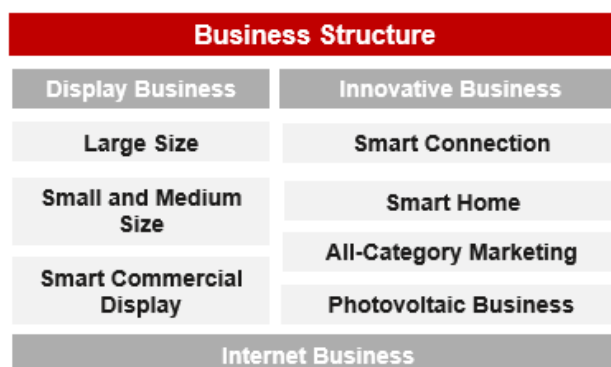 Business Structure
Display Business
Innovative Business
Large Size
Smart Connection
Small and Medium
Size
Smart Home
All-Category Marketing
Smart Commercial
Display
Photovoltaic Business
Internet Business